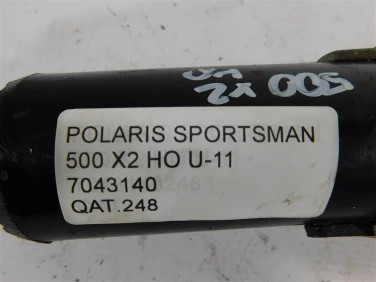 500 X2
POLARIS SPORTSMAN
500 X2 HO U-11
7043140
QAT.248